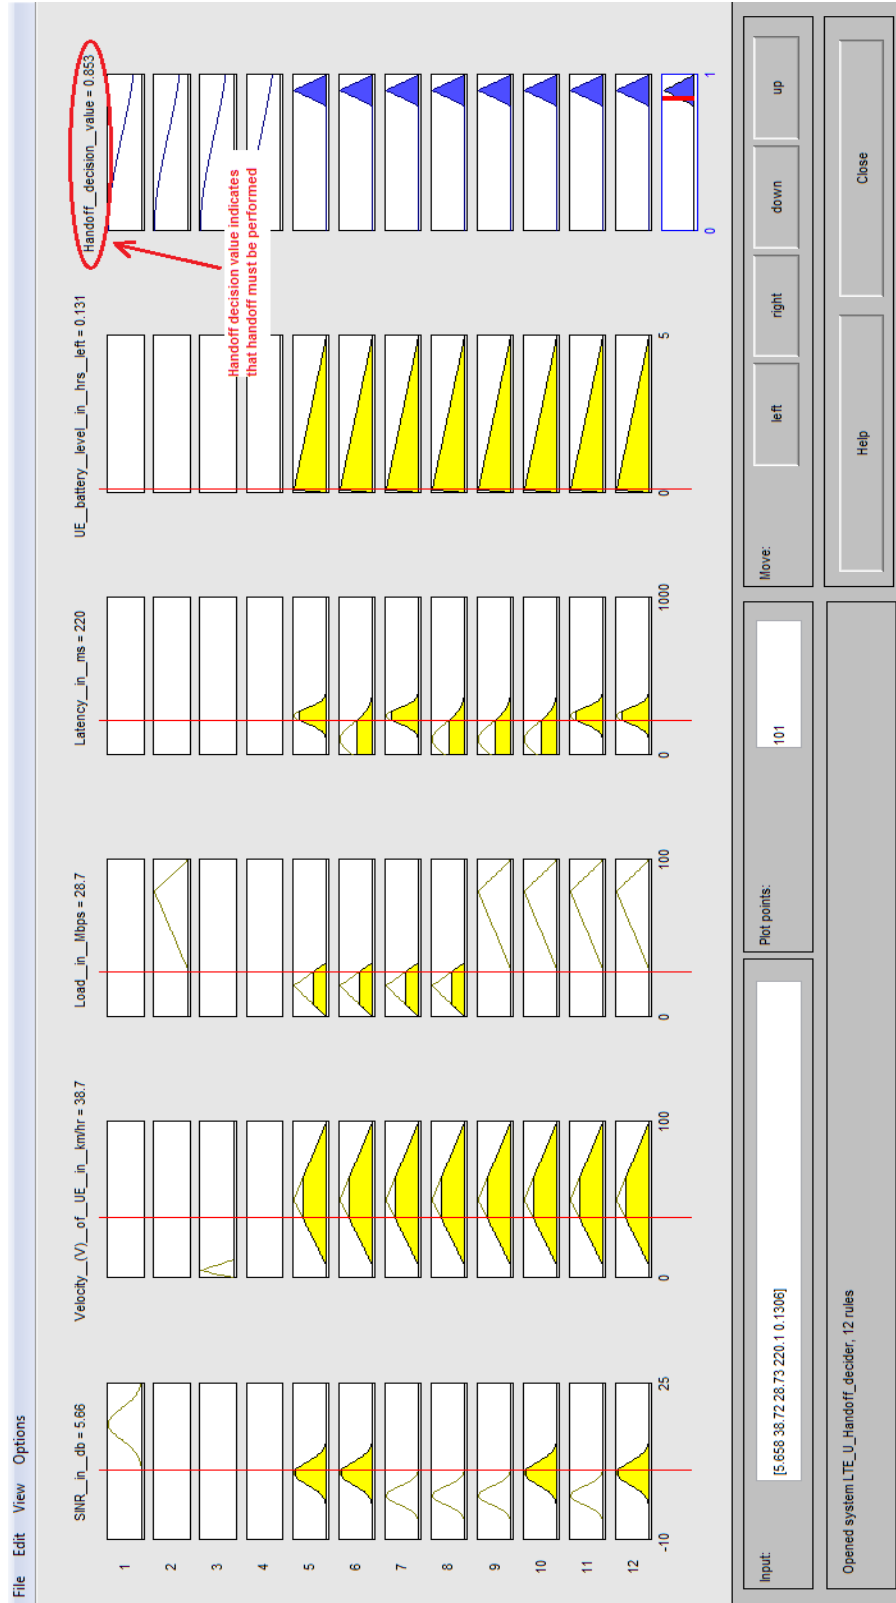 File Edit View Options
SINR__in__db = 5.66
Velocity__(V)__of__UE__in__km/hr = 38.7
Load__in__Mbps = 28.7
Latency__in__ms = 220
UE__battery__level__in__hrs__left = 0.131
Handoff__decision__value = 0.853
1
2
3
4
5
6
7
8
9
10
11
12
Handoff decision value indicates
that handoff must be performed
-10 25
0 100
0 100
0 1000
0 5
0 1
Input:
[5.658 38.72 28.73 220.1 0.1306]
Plot points:
101
Move:
left
right
down
up
Opened system LTE_U_Handoff_decider, 12 rules
Help
Close